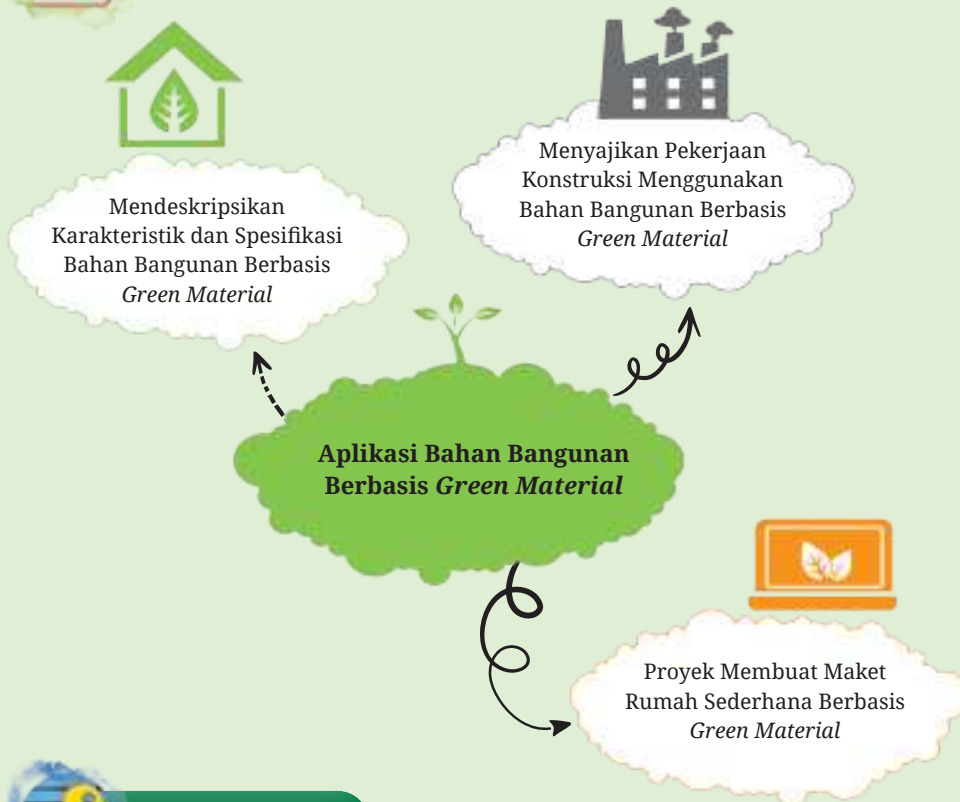 Menyajikan Pekerjaan
Konstruksi Menggunakan
Bahan Bangunan Berbasis
Green Material
Mendeskripsikan
Karakteristik dan Spesifikasi
Bahan Bangunan Berbasis
Green Material
Aplikasi Bahan Bangunan
Berbasis Green Material
Proyek Membuat Maket
Rumah Sederhana Berbasis
Green Material